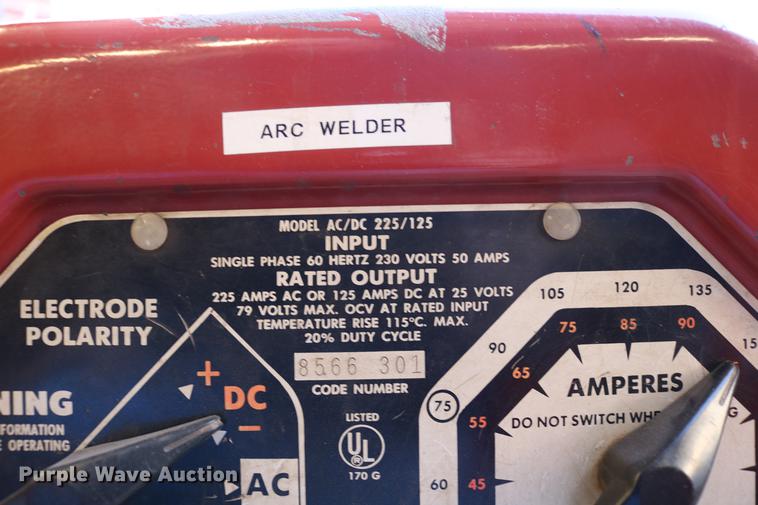 ARC WELDER
MODEL AC/DC 225/125
INPUT
SINGLE PHASE 60 HERTZ 230 VOLTS 50 AMPS
RATED OUTPUT
225 AMPS AC OR 125 AMPS DC AT 25 VOLTS
79 VOLTS MAX. OCV AT RATED INPUT
TEMPERATURE RISE 115°C. MAX.
20% DUTY CYCLE
8566 301
CODE NUMBER
LISTED
UL
170 G
ELECTRODE
POLARITY
+
DC
−
AC
NING
FORMATION
E OPERATING
105 120 135
75 85 90
90
65
75
55
60
45
15
AMPERES
DO NOT SWITCH WHE G
Purple Wave Auction